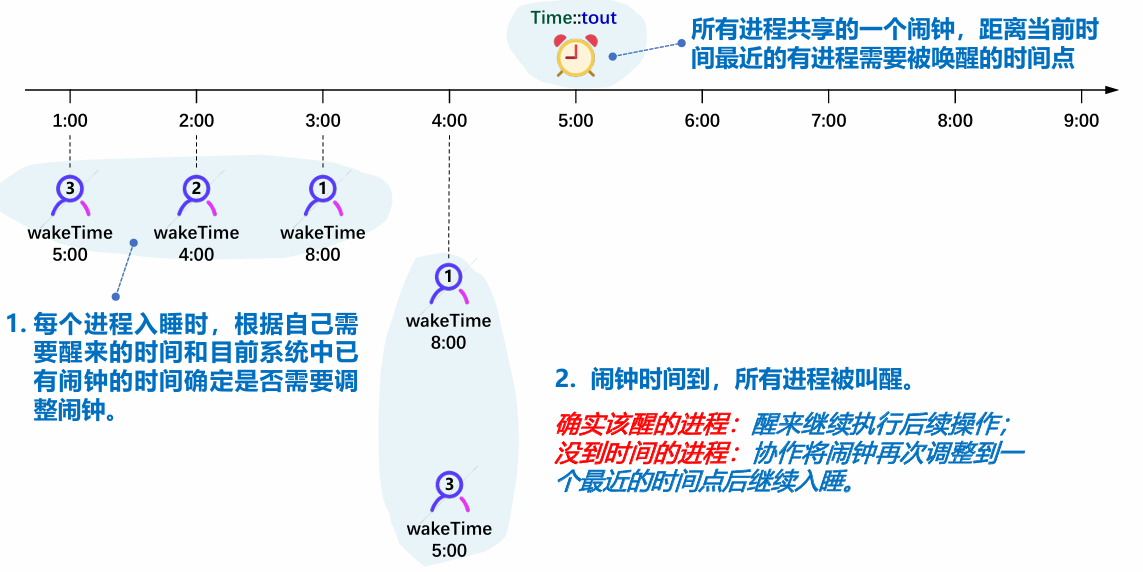 Time::tout
所有进程共享的一个闹钟，距离当前时
间最近的有进程需要被唤醒的时间点
1:00
2:00
3:00
4:00
5:00
6:00
7:00
8:00
9:00
3
wakeTime
5:00
2
wakeTime
4:00
1
wakeTime
8:00
1
wakeTime
8:00
1. 每个进程入睡时，根据自己需
要醒来的时间和目前系统中已
有闹钟的时间确定是否需要调
整闹钟。
2. 闹钟时间到，所有进程被叫醒。
确实该醒的进程：醒来继续执行后续操作；
没到时间的进程：协作将闹钟再次调整到一
个最近的时间点后继续入睡。
3
wakeTime
5:00